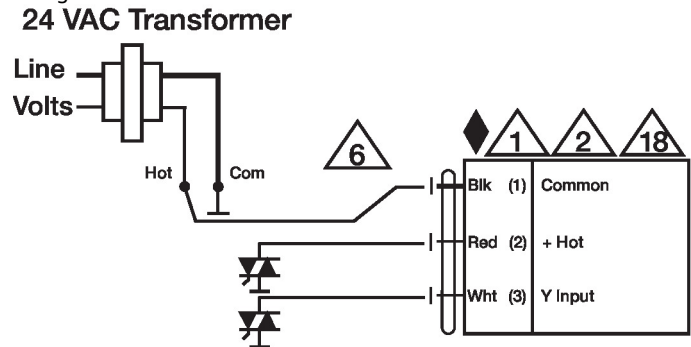 24 VAC Transformer
Line
Volts
Hot
Com
6
1
2
18
Blk (1) Common
Red (2) + Hot
Wht (3) Y Input